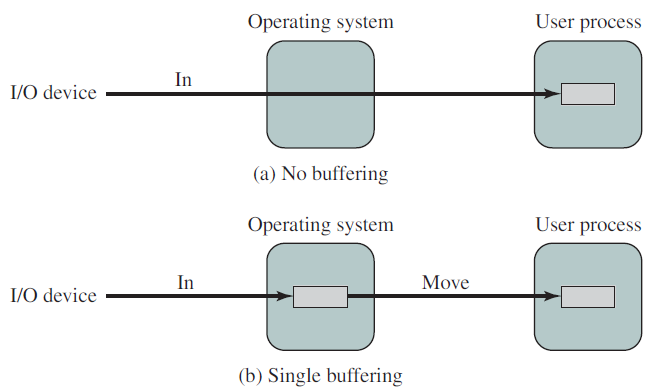 Operating system User process
In
I/O device
(a) No buffering
Operating system User process
In Move
I/O device
(b) Single buffering